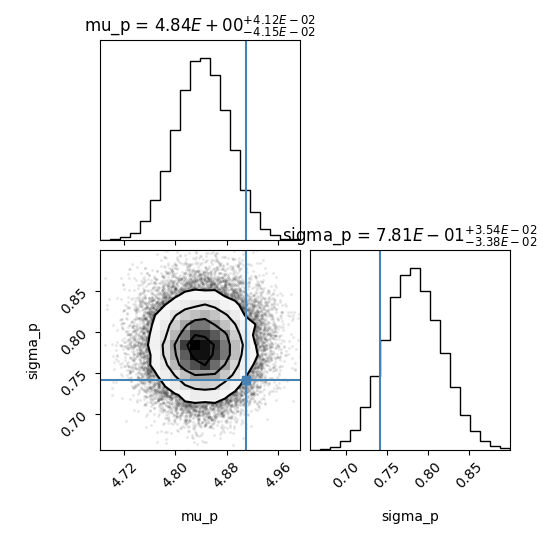 mu_p = 4.84E + 00+4.12E − 02 −4.15E − 02
sigma_p = 7.81E − 01+3.54E − 02 −3.38E − 02
0.85
0.80
0.75
0.70
sigma_p
4.72 4.80 4.88 4.96
0.70 0.75 0.80 0.85
mu_p
sigma_p